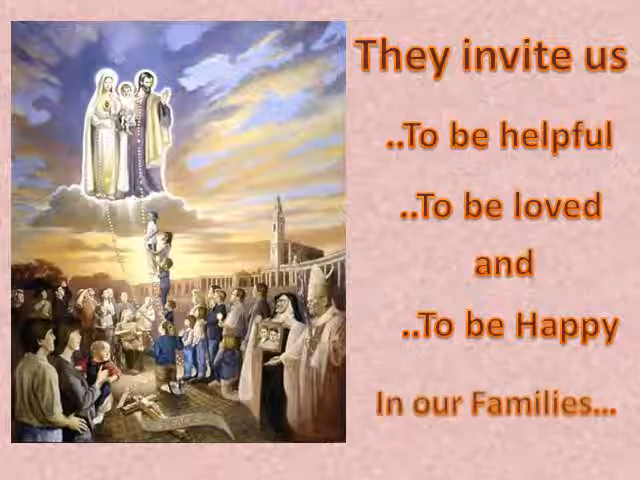 They invite us
..To be helpful
..To be loved
and
..To be Happy
In our Families...